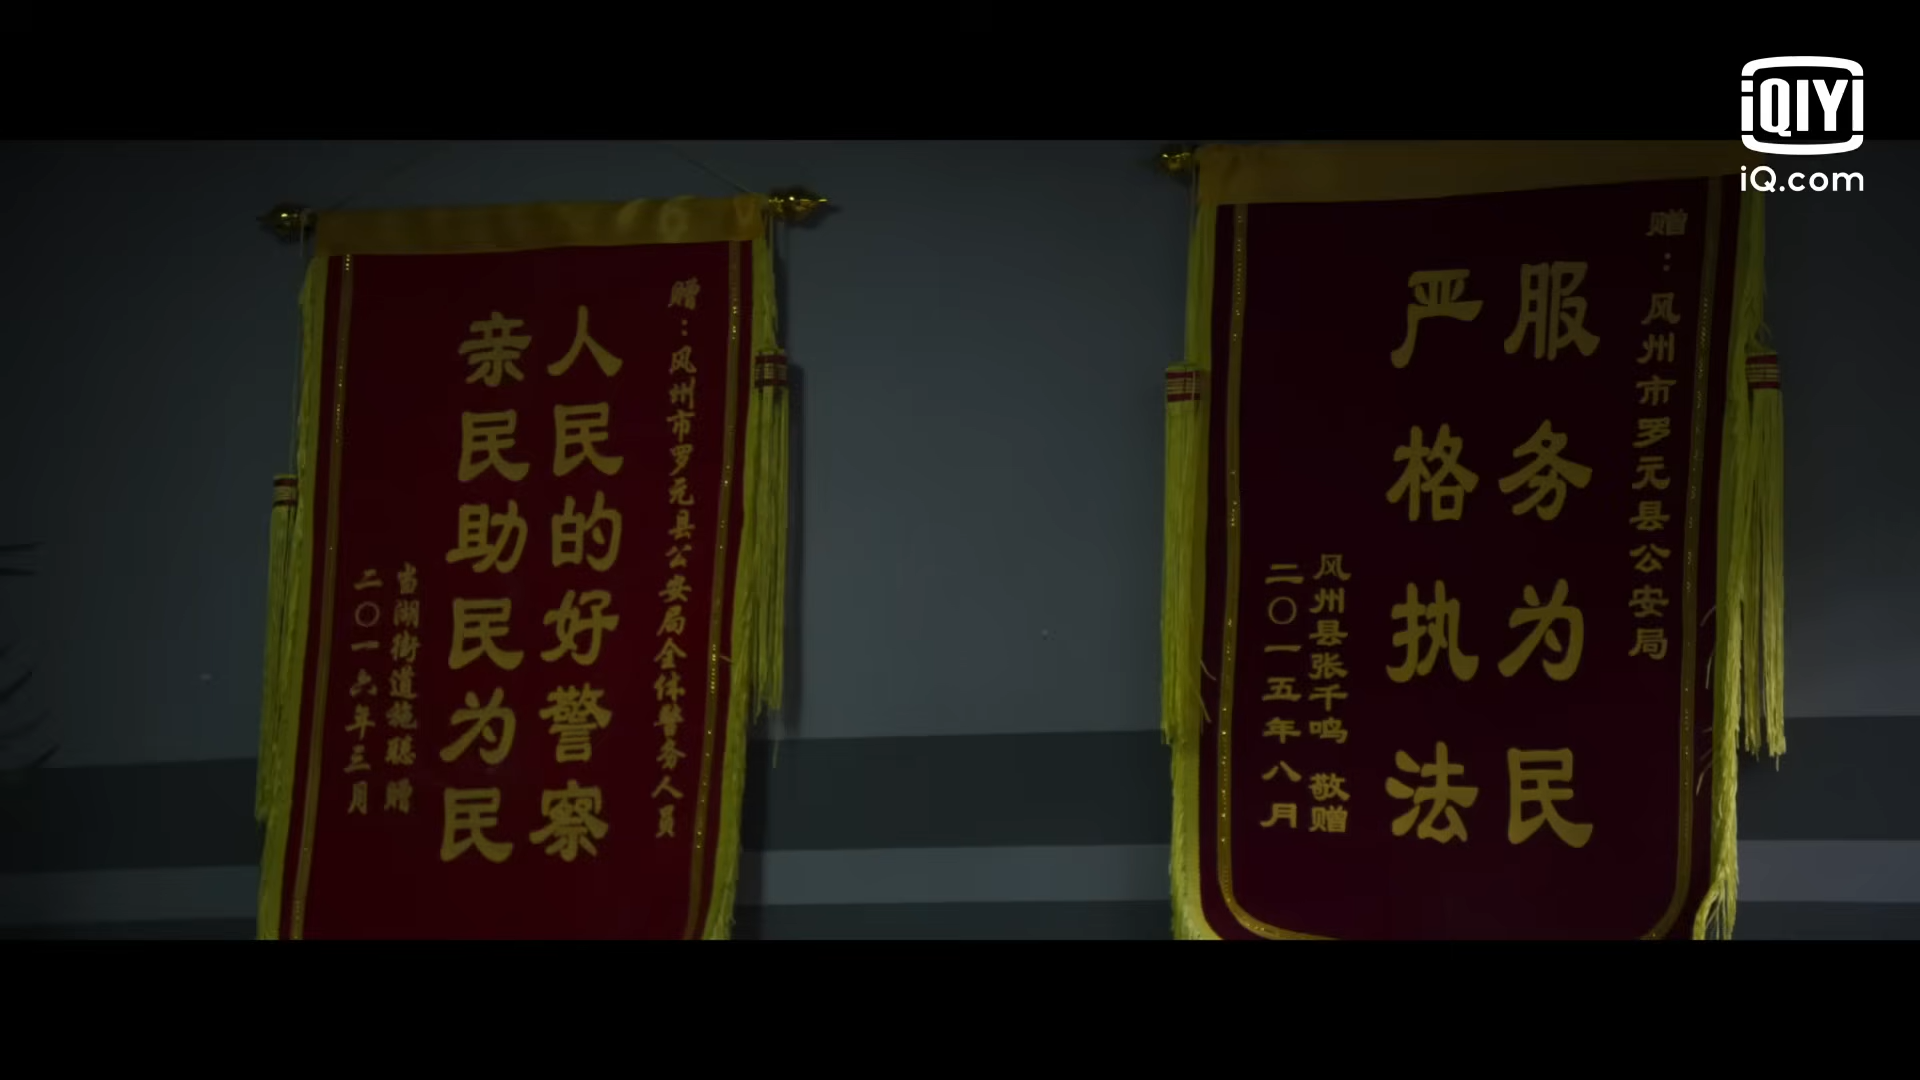 iQIYI
iQ.com
赠：风州市罗元县公安局全体警务人员
人民的好警察
亲民助民为民
当湖街道施聪赠
二〇一六年三月
赠：风州市罗元县公安局
服务为民
严格执法
风州县张千鸣 敬赠
二〇一五年八月